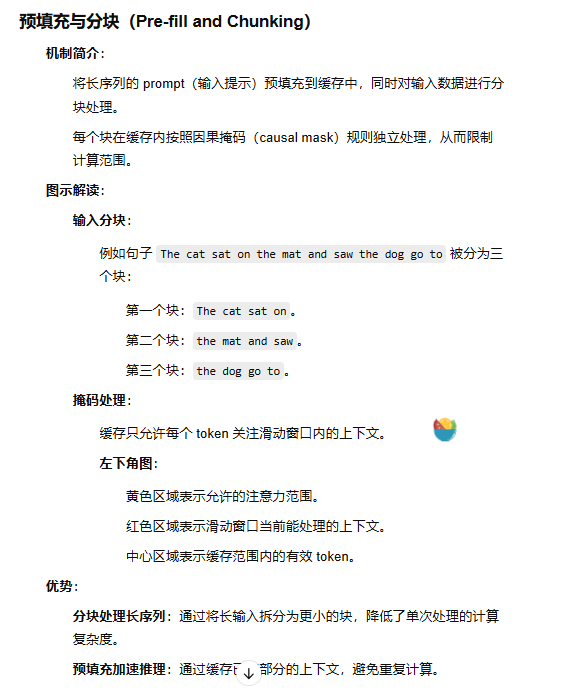 预填充与分块（Pre-fill and Chunking）
机制简介：
将长序列的 prompt（输入提示）预填充到缓存中，同时对输入数据进行分
块处理。
每个块在缓存内按照因果掩码（causal mask）规则独立处理，从而限制
计算范围。
图示解读：
输入分块：
例如句子 The cat sat on the mat and saw the dog go to 被分为三
个块：
第一个块：The cat sat on。
第二个块：the mat and saw。
第三个块：the dog go to。
掩码处理：
缓存只允许每个 token 关注滑动窗口内的上下文。
左下角图：
黄色区域表示允许的注意力范围。
红色区域表示滑动窗口当前能处理的上下文。
中心区域表示缓存范围内的有效 token。
优势：
分块处理长序列：通过将长输入拆分为更小的块，降低了单次处理的计算
复杂度。
预填充加速推理：通过缓存已部分的上下文，避免重复计算。